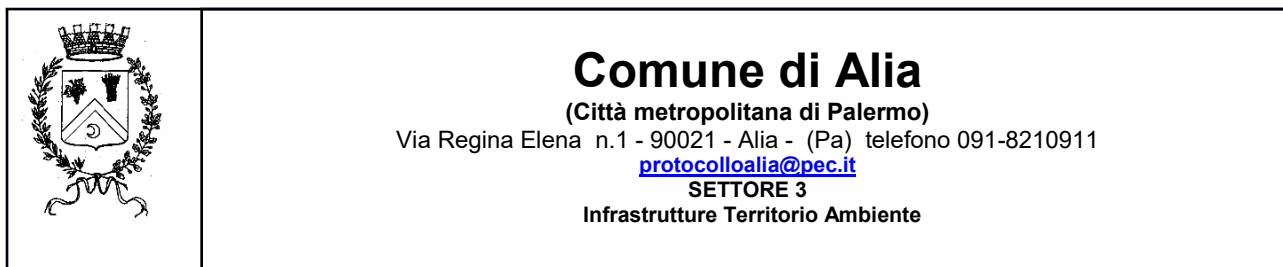 Comune di Alia
(Città metropolitana di Palermo)
Via Regina Elena n.1 - 90021 - Alia - (Pa) telefono 091-8210911
protocolloalia@pec.it
SETTORE 3
Infrastrutture Territorio Ambiente